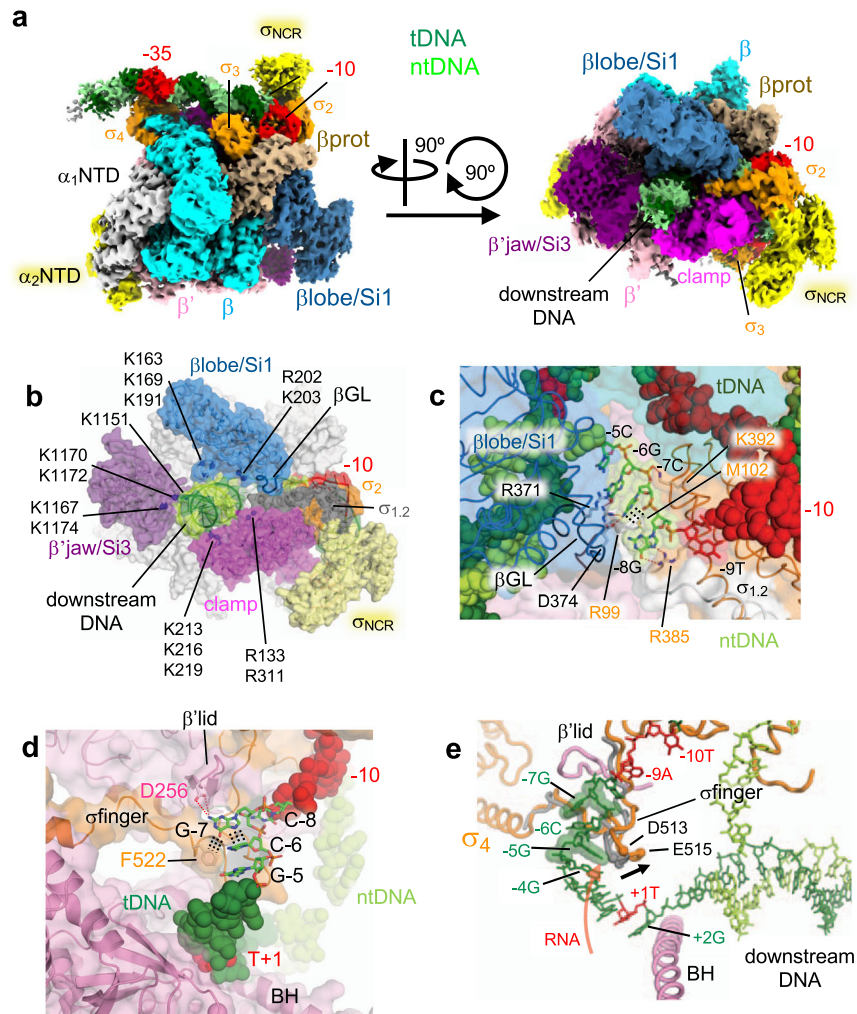 a
-35
σNCR
σ3
-10
σ2
σ4
βprot
α1NTD
α2NTD
β'
β
βlobe/Si1
tDNA
ntDNA
90º
90º
βlobe/Si1
β
βprot
-10
σ2
β'jaw/Si3
clamp
downstream
DNA
β'
σ3
σNCR
b
K163
K169
K191
βlobe/Si1
R202
K203
βGL
K1151
K1170
K1172
K1167
K1174
β'jaw/Si3
-10
σ2
σ1.2
downstream
DNA
clamp
σNCR
K213
K216
K219
R133
R311
c
tDNA
βlobe/Si1
-5C
-6G
-7C
K392
M102
R371
-10
βGL
-8G
-9T
D374
R99
σ1.2
R385
ntDNA
d
β'lid
D256
-10
σfinger
G-7
C-8
F522
C-6
tDNA
G-5
ntDNA
T+1
BH
e
β'lid
-10T
-7G
-9A
σfinger
-6C
D513
σ4
-5G
E515
-4G
+1T
RNA
+2G
BH
downstream
DNA